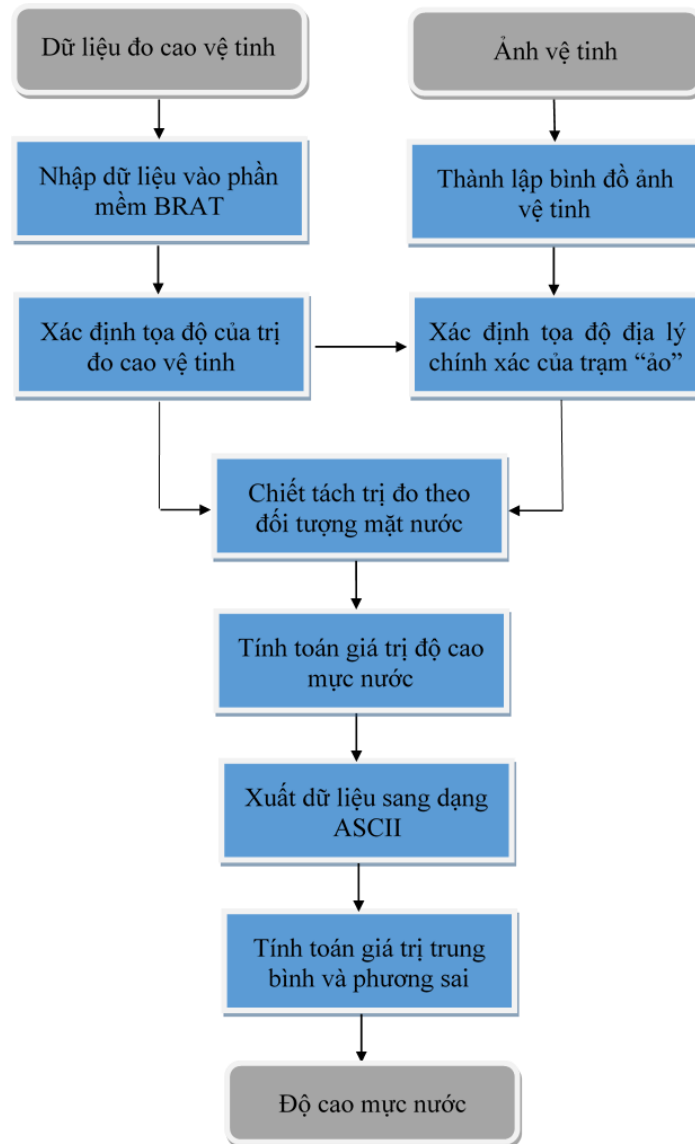 Dữ liệu đo cao vệ tinh
Ảnh vệ tinh
Nhập dữ liệu vào phần
mềm BRAT
Thành lập bình đồ ảnh
vệ tinh
Xác định tọa độ của trị
đo cao vệ tinh
Xác định tọa độ địa lý
chính xác của trạm “ảo”
Chiết tách trị đo theo
đối tượng mặt nước
Tính toán giá trị độ cao
mực nước
Xuất dữ liệu sang dạng
ASCII
Tính toán giá trị trung
bình và phương sai
Độ cao mực nước